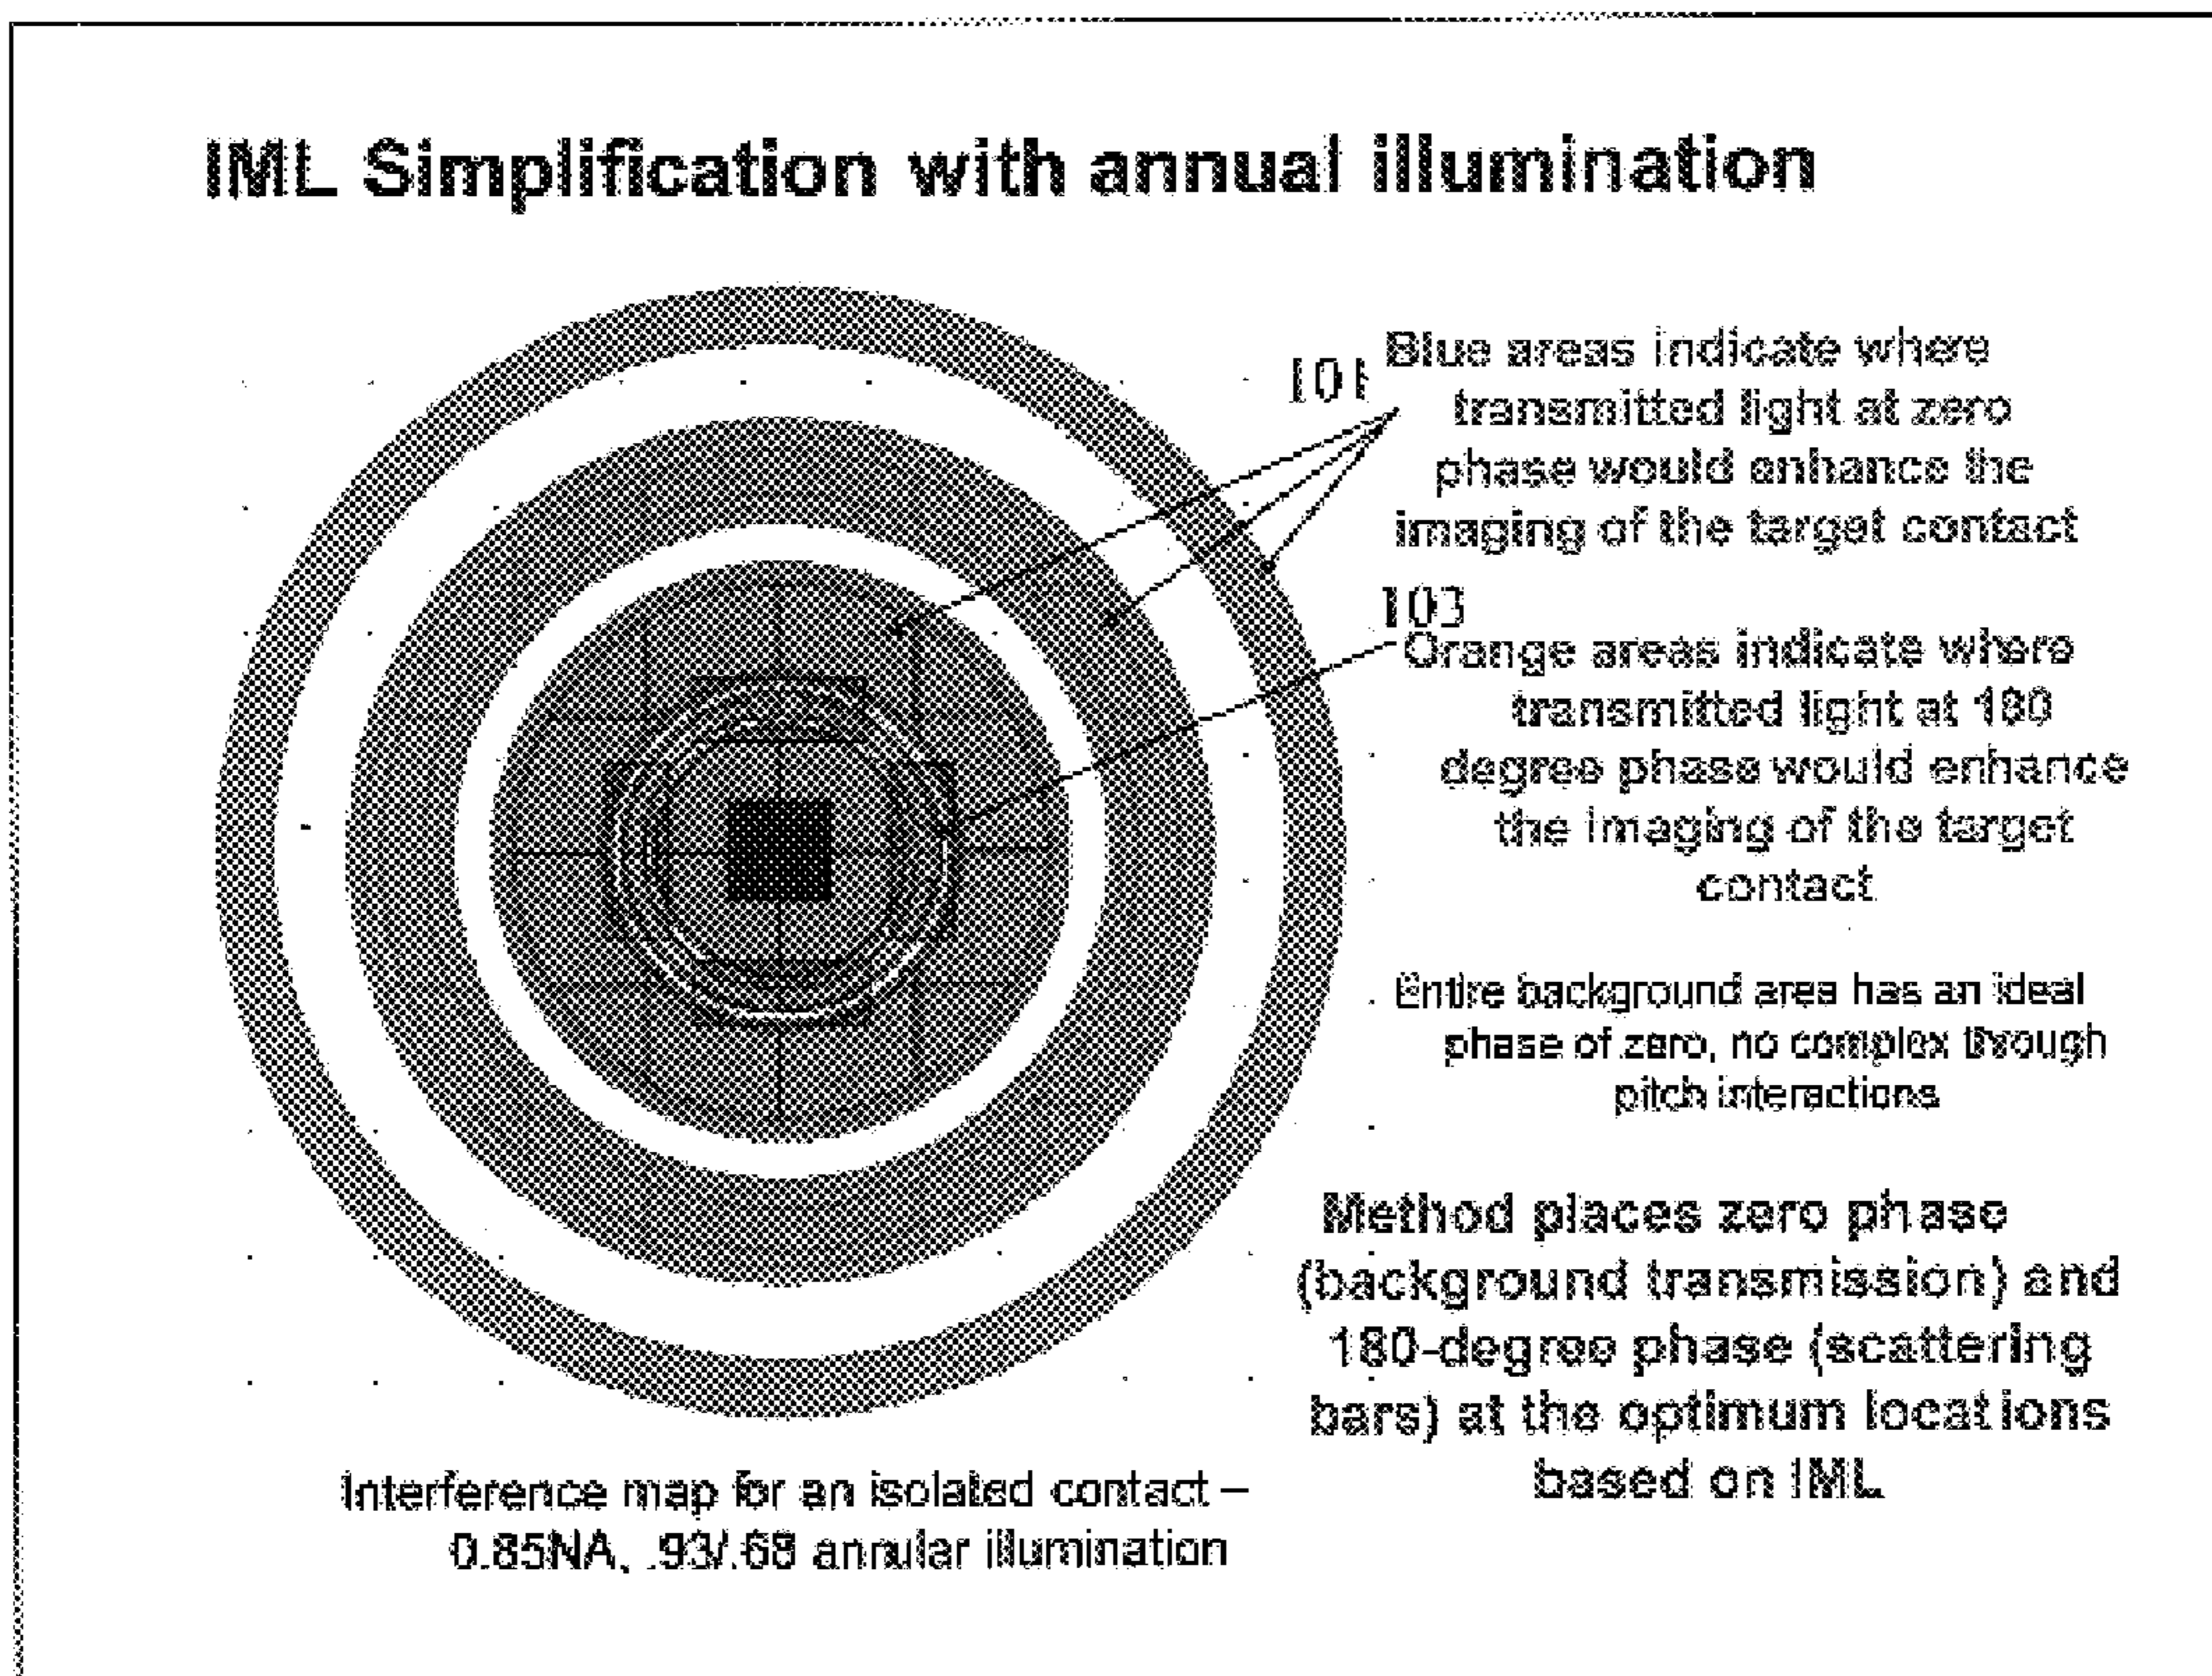 IML Simplification with annual illumination
101
Blue areas indicate where
transmitted light at zero
phase would enhance the
imaging of the target contact
103
Orange areas indicate where
transmitted light at 180
degree phase would enhance
the imaging of the target
contact
Entire background area has an ideal
phase of zero, no complex through
pitch interactions
Method places zero phase
(background transmission) and
180-degree phase (scattering
bars) at the optimum locations
based on IML
Interference map for an isolated contact –
0.85NA, .93/.68 annular illumination